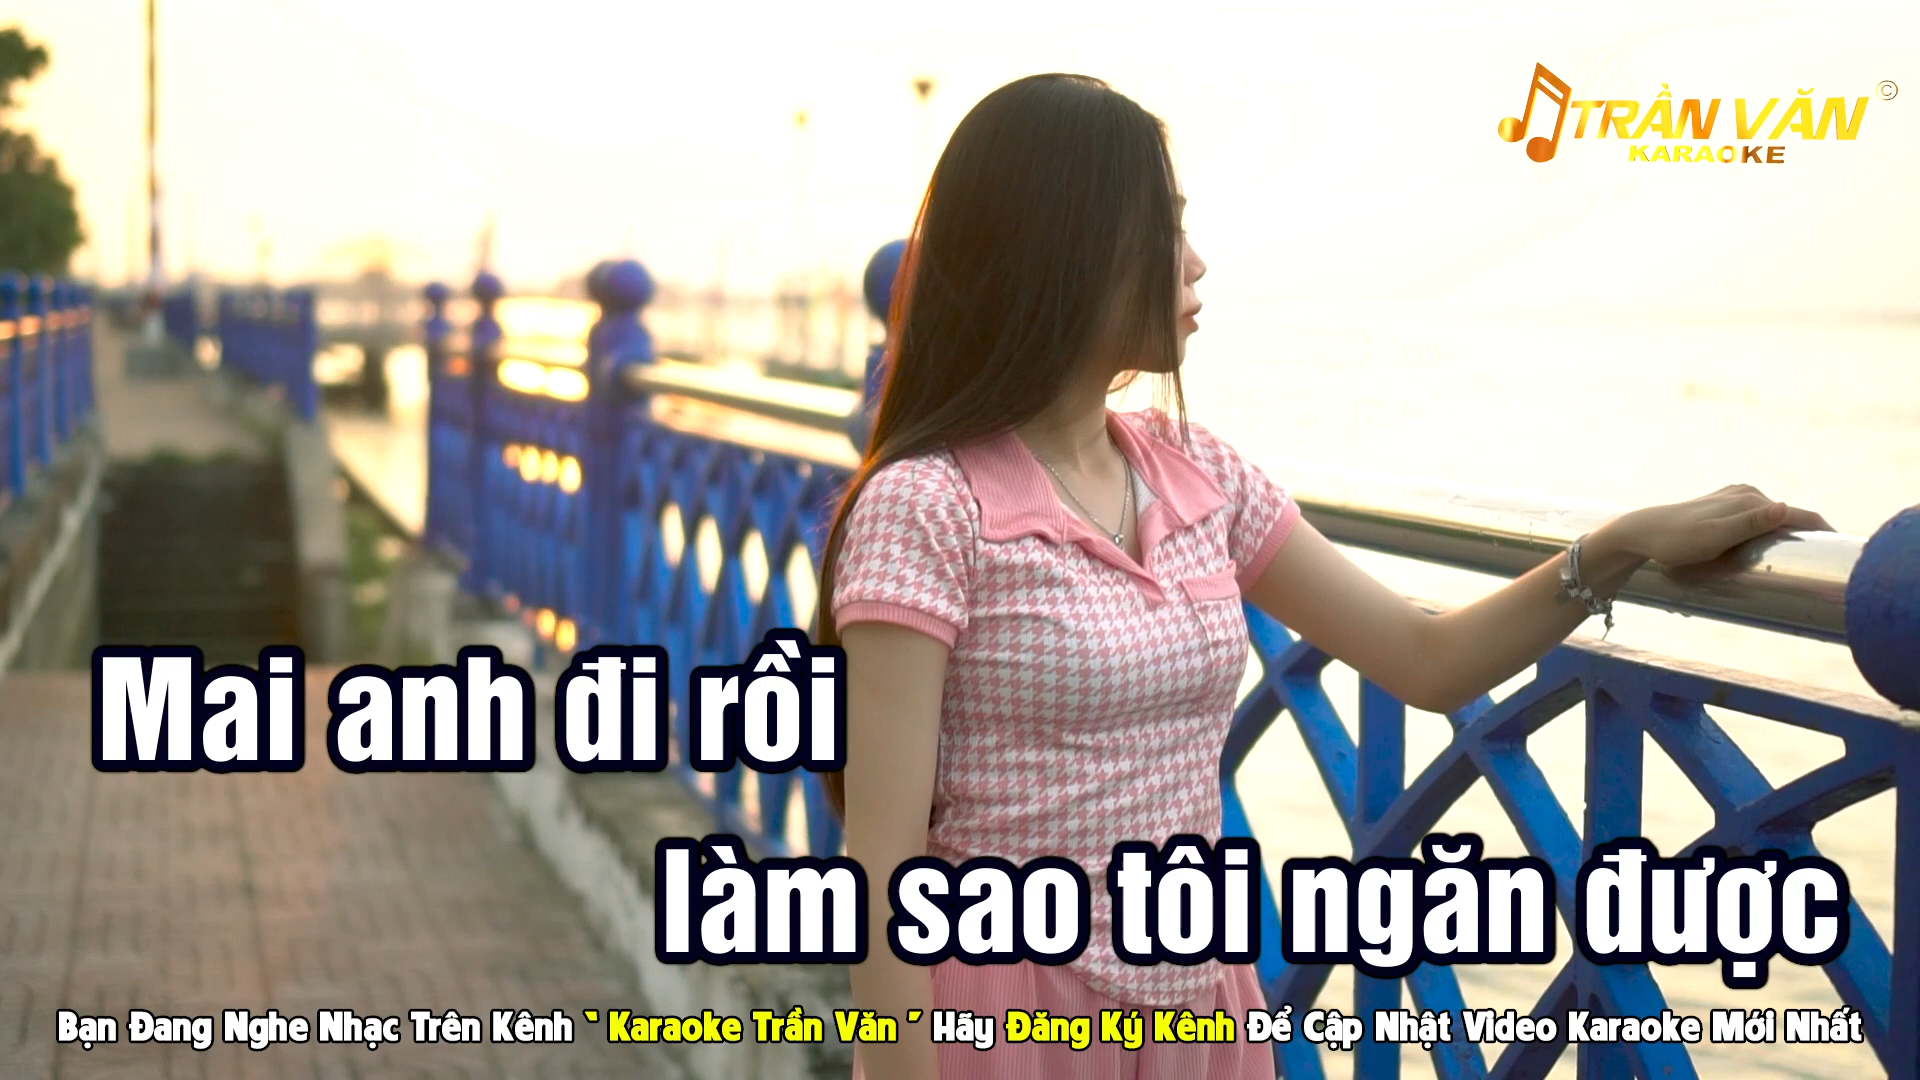 TRẦN VĂN ©
KARAOKE
Mai anh đi rồi
làm sao tôi ngăn được
Bạn Đang Nghe Nhạc Trên Kênh ` Karaoke Trần Văn ´ Hãy Đăng Ký Kênh Để Cập Nhật Video Karaoke Mới Nhất